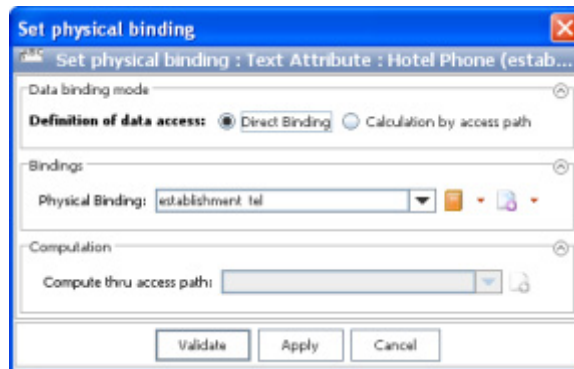 Set physical binding
Set physical binding : Text Attribute : Hotel Phone (estab...
Data binding mode
Definition of data access: Direct Binding Calculation by access path
Bindings
Physical Binding: establishment_tel
Computation
Compute thru access path:
Validate Apply Cancel